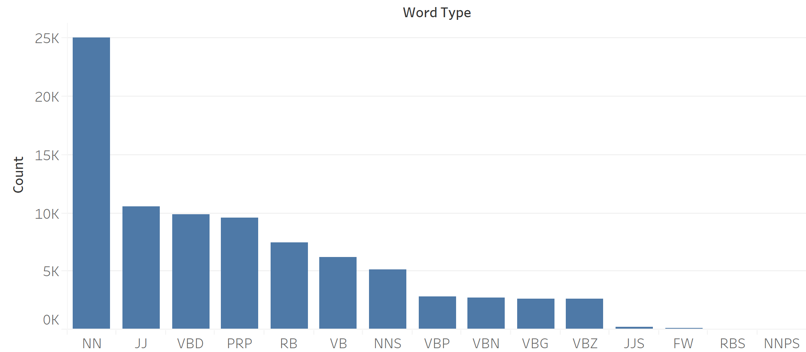 Word Type
Count
25K
20K
15K
10K
5K
0K
NN JJ VBD PRP RB VB NNS VBP VBN VBG VBZ JJS FW RBS NNPS